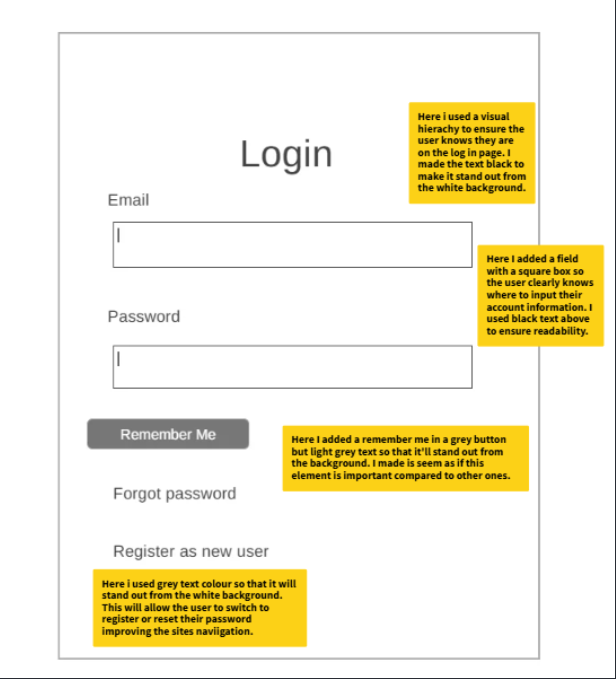 Here i used a visual
hierachy to ensure the
user knows they are
on the log in page. I
made the text black to
make it stand out from
the white background.
Login
Email
Here I added a field
with a square box so
the user clearly knows
where to input their
account information. I
used black text above
to ensure readability.
Password
Remember Me
Here I added a remember me in a grey button
but light grey text so that it'll stand out from
the background. I made is seem as if this
element is important compared to other ones.
Forgot password
Register as new user
Here i used grey text colour so that it will
stand out from the white background.
This will allow the user to switch to
register or reset their password
improving the sites naviigation.